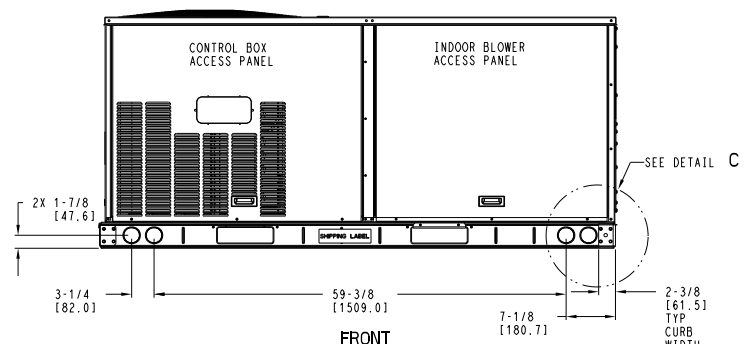 CONTROL BOX
ACCESS PANEL
INDOOR BLOWER
ACCESS PANEL
SEE DETAIL C
2X 1-7/8
[47.6]
SHIPPING LABEL
3-1/4
[82.0]
59-3/8
[1509.0]
7-1/8
[180.7]
2-3/8
[61.5]
TYP
CURB
WIDTH
FRONT